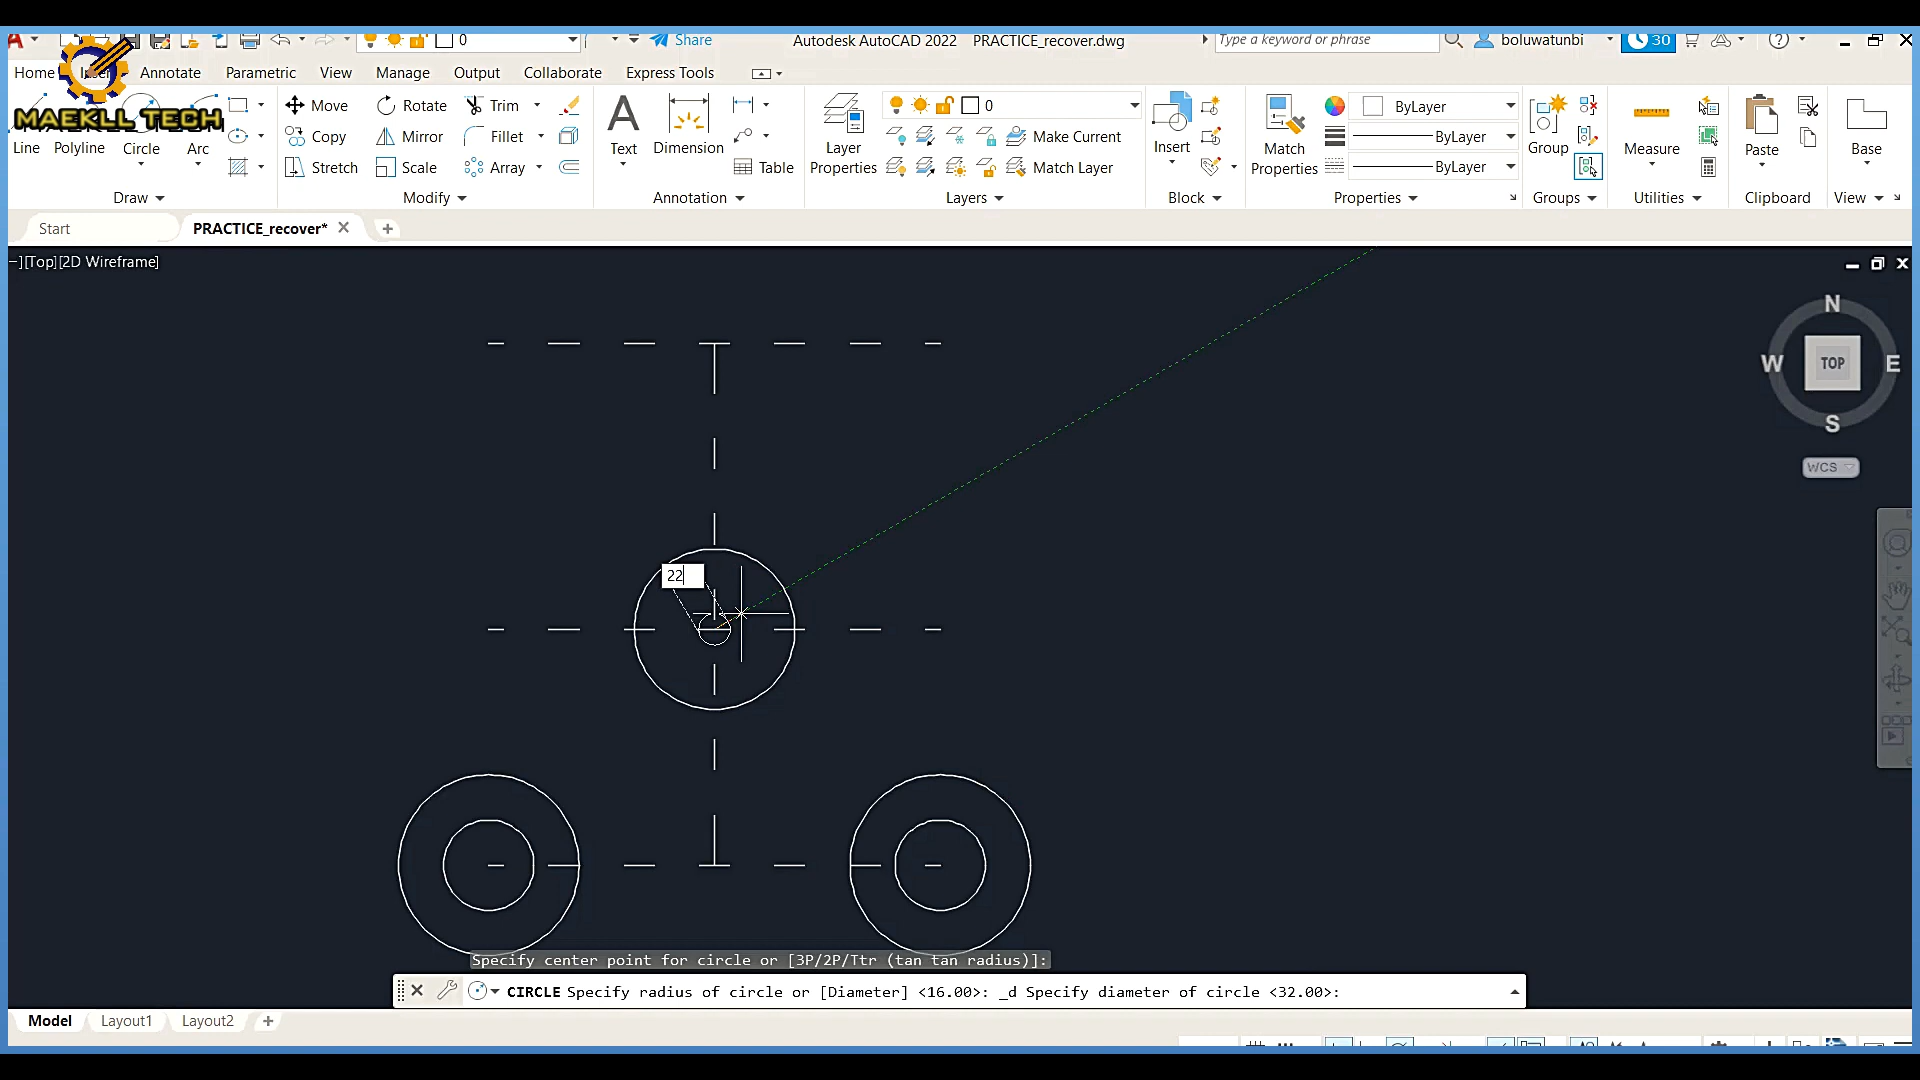 0
Share
Autodesk AutoCAD 2022 PRACTICE_recover.dwg
Type a keyword or phrase
boluwatunbi
30
Home
Annotate
Parametric
View
Manage
Output
Collaborate
Express Tools
MAEKLL TECH
Line
Polyline
Circle
Arc
Draw
Move
Rotate
Trim
Copy
Mirror
Fillet
Stretch
Scale
Array
Modify
Text
Dimension
Table
Annotation
Layer
Properties
0
Make Current
Match Layer
Layers
Insert
Block
Match
Properties
ByLayer
ByLayer
ByLayer
Properties
Group
Groups
Measure
Utilities
Paste
Clipboard
Base
View
Start
PRACTICE_recover*
–][Top][2D Wireframe]
N
W
TOP
E
S
WCS
22
Specify center point for circle or [3P/2P/Ttr (tan tan radius)]:
CIRCLE Specify radius of circle or [Diameter] <16.00>: _d Specify diameter of circle <32.00>:
Model
Layout1
Layout2